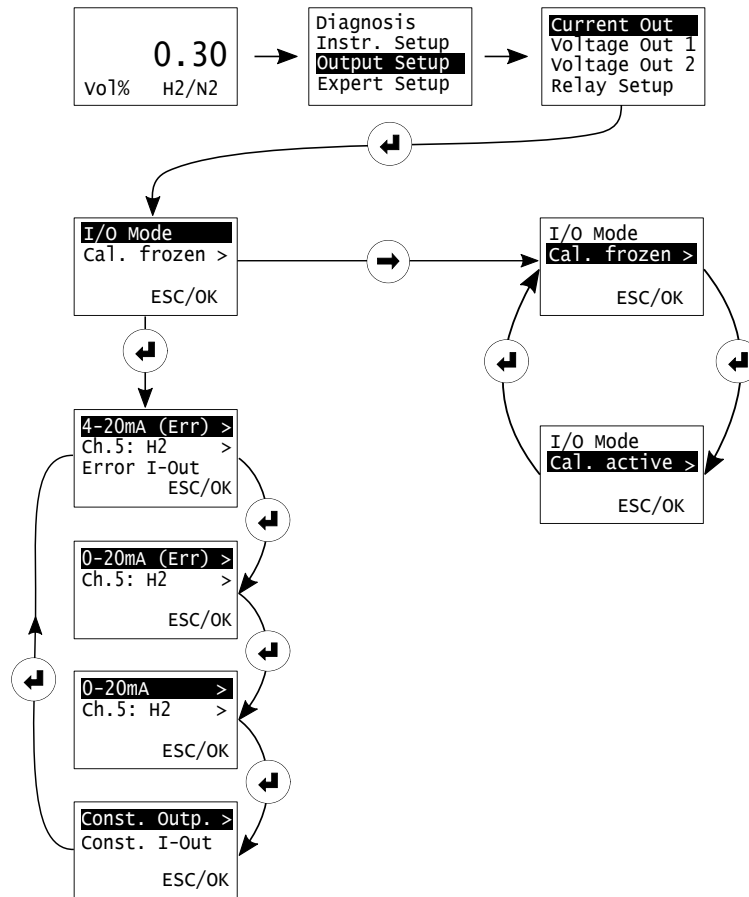 0.30
Vol% H2/N2
Diagnosis
Instr. Setup
Output Setup
Expert Setup
Current Out
Voltage Out 1
Voltage Out 2
Relay Setup
I/O Mode
Cal. frozen >
ESC/OK
I/O Mode
Cal. frozen >
ESC/OK
I/O Mode
Cal. active >
ESC/OK
4-20mA (Err) >
Ch.5: H2 >
Error I-Out
ESC/OK
0-20mA (Err) >
Ch.5: H2 >
ESC/OK
0-20mA >
Ch.5: H2 >
ESC/OK
Const. Outp. >
Const. I-Out
ESC/OK